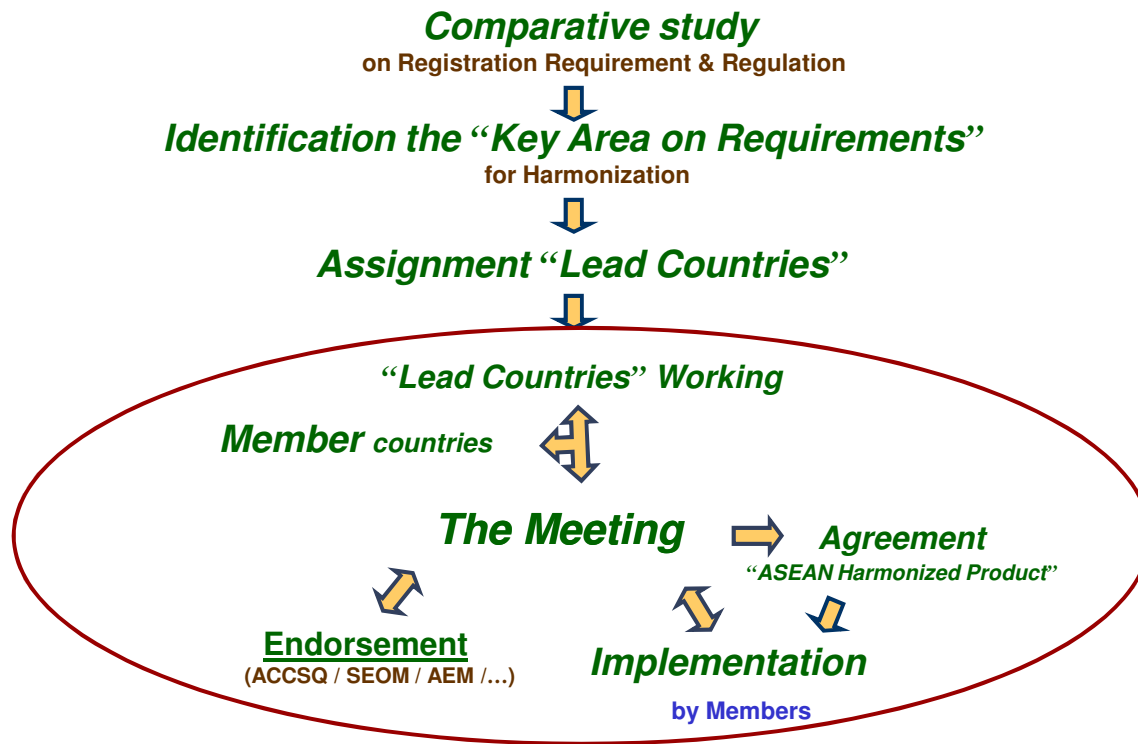 Comparative study
on Registration Requirement & Regulation
Identification the “Key Area on Requirements”
for Harmonization
Assignment “Lead Countries”
“Lead Countries” Working
Member countries
The Meeting
Agreement
“ASEAN Harmonized Product”
Endorsement
(ACCSQ / SEOM / AEM /…)
Implementation
by Members